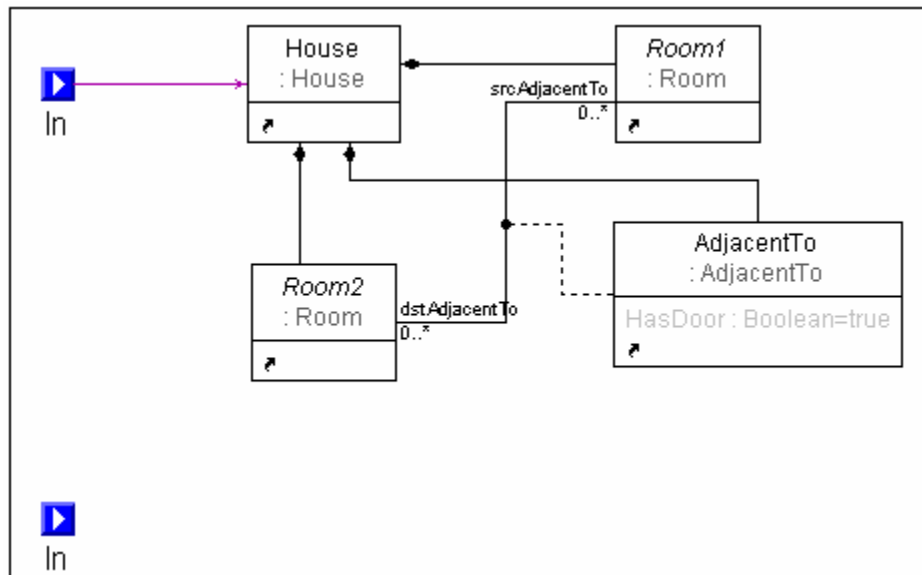 House
: House
Room1
: Room
In
srcAdjacentTo
0..*
AdjacentTo
: AdjacentTo
HasDoor : Boolean=true
Room2
: Room
dstAdjacentTo
0..*
In